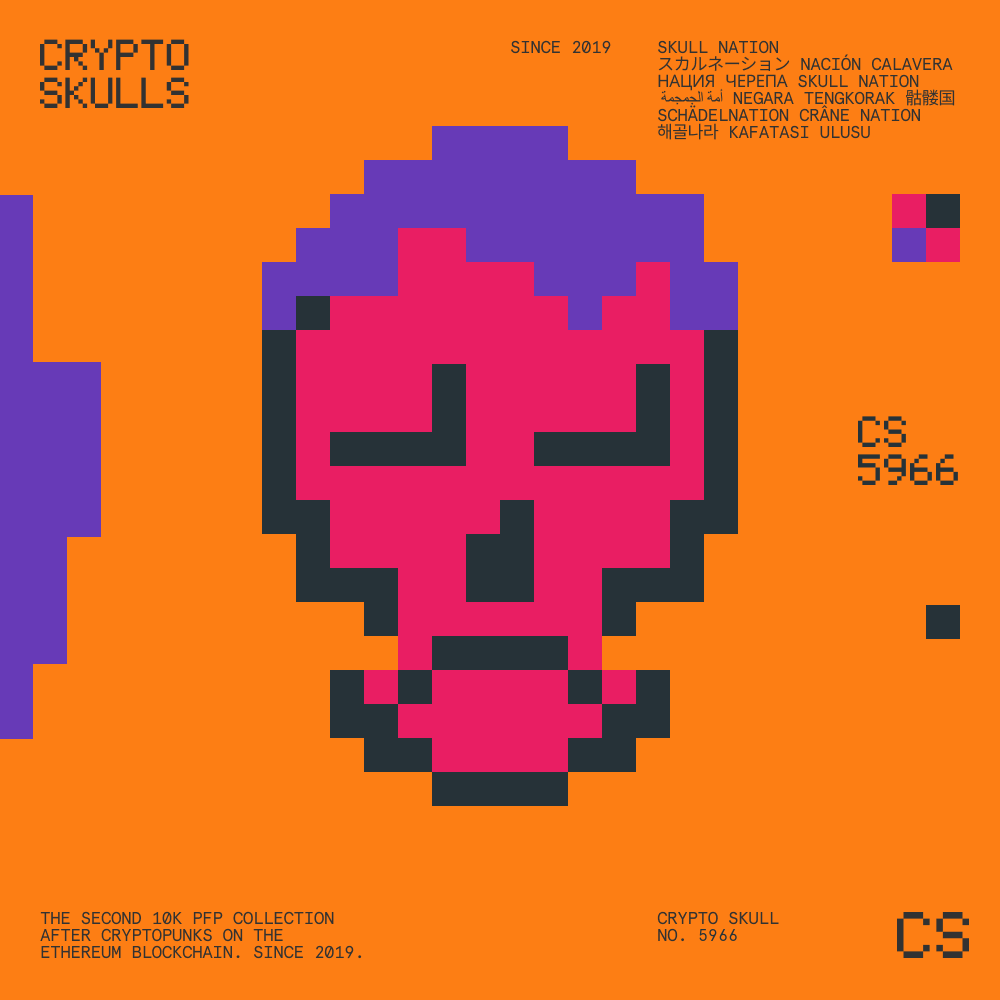 CRYPTO
SKULLS
SINCE 2019
SKULL NATION
スカルネーション NACIÓN CALAVERA
НАЦИЯ ЧЕРЕПА SKULL NATION
أمة الجمجمة NEGARA TENGKORAK 骷髅国
SCHÄDELNATION CRÂNE NATION
해골나라 KAFATASI ULUSU
CS
5966
THE SECOND 10K PFP COLLECTION
AFTER CRYPTOPUNKS ON THE
ETHEREUM BLOCKCHAIN. SINCE 2019.
CRYPTO SKULL
NO. 5966
CS